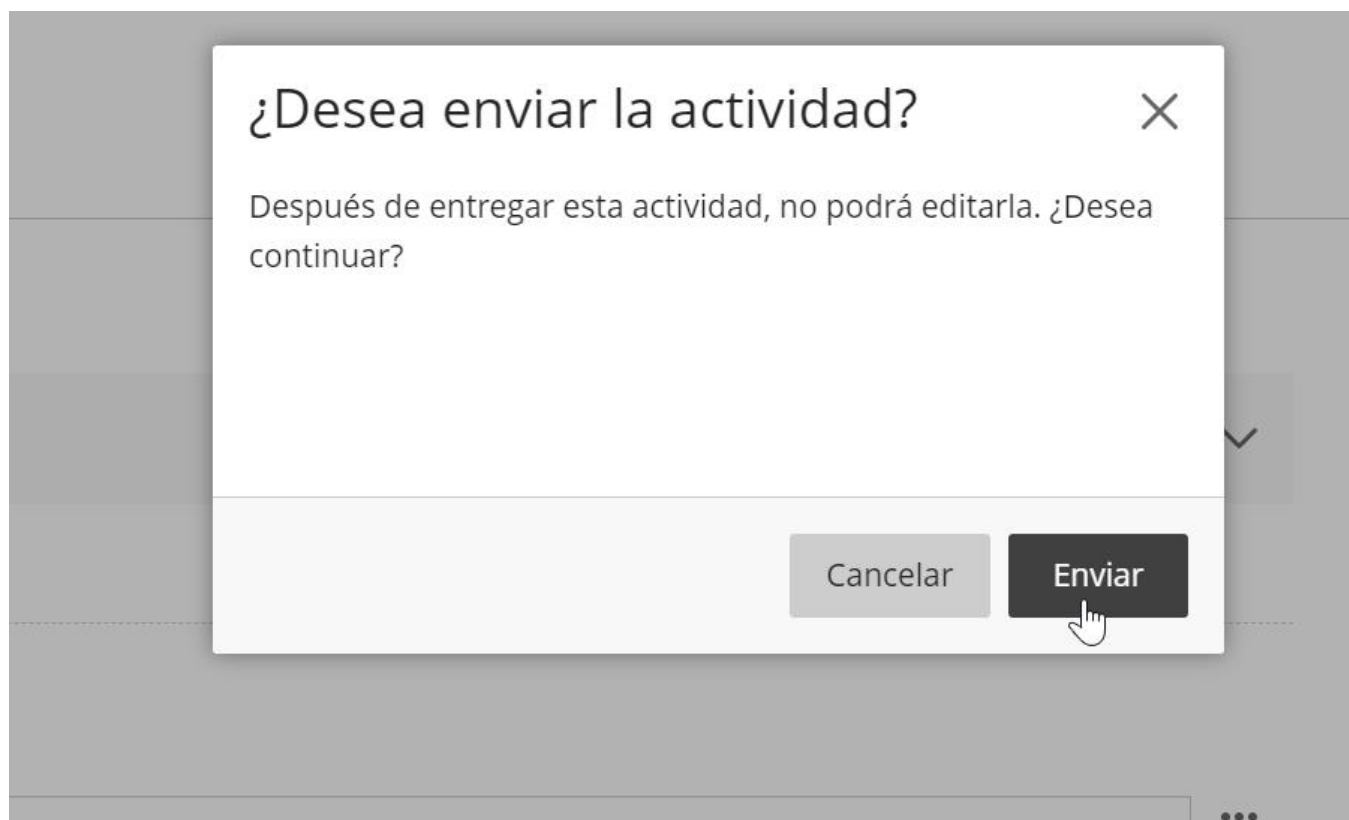 ¿Desea enviar la actividad?
Después de entregar esta actividad, no podrá editarla. ¿Desea
continuar?
Cancelar
Enviar